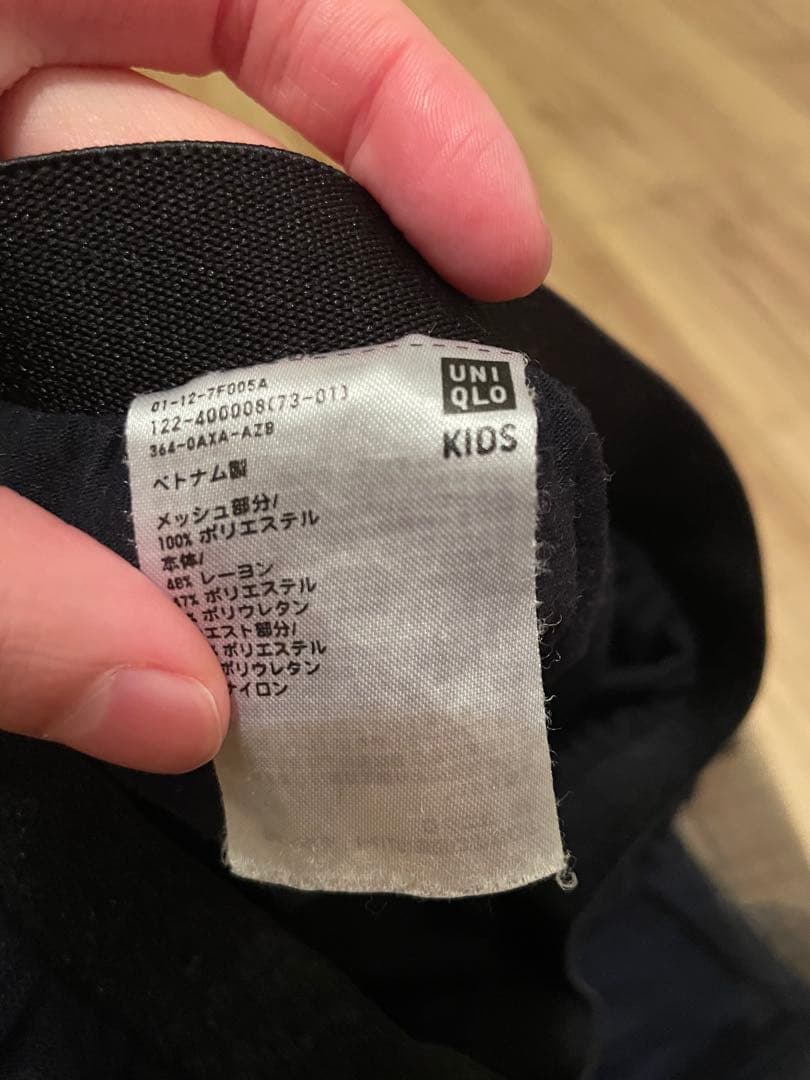 01-12-7F005A
122-400008(73-01)
364-0AXA-AZB
UNI
QLO
KIDS
ベトナム製
メッシュ部分/
100% ポリエステル
本体/
48% レーヨン
47% ポリエステル
% ポリウレタン
エスト部分/
ポリエステル
ポリウレタン
ナイロン